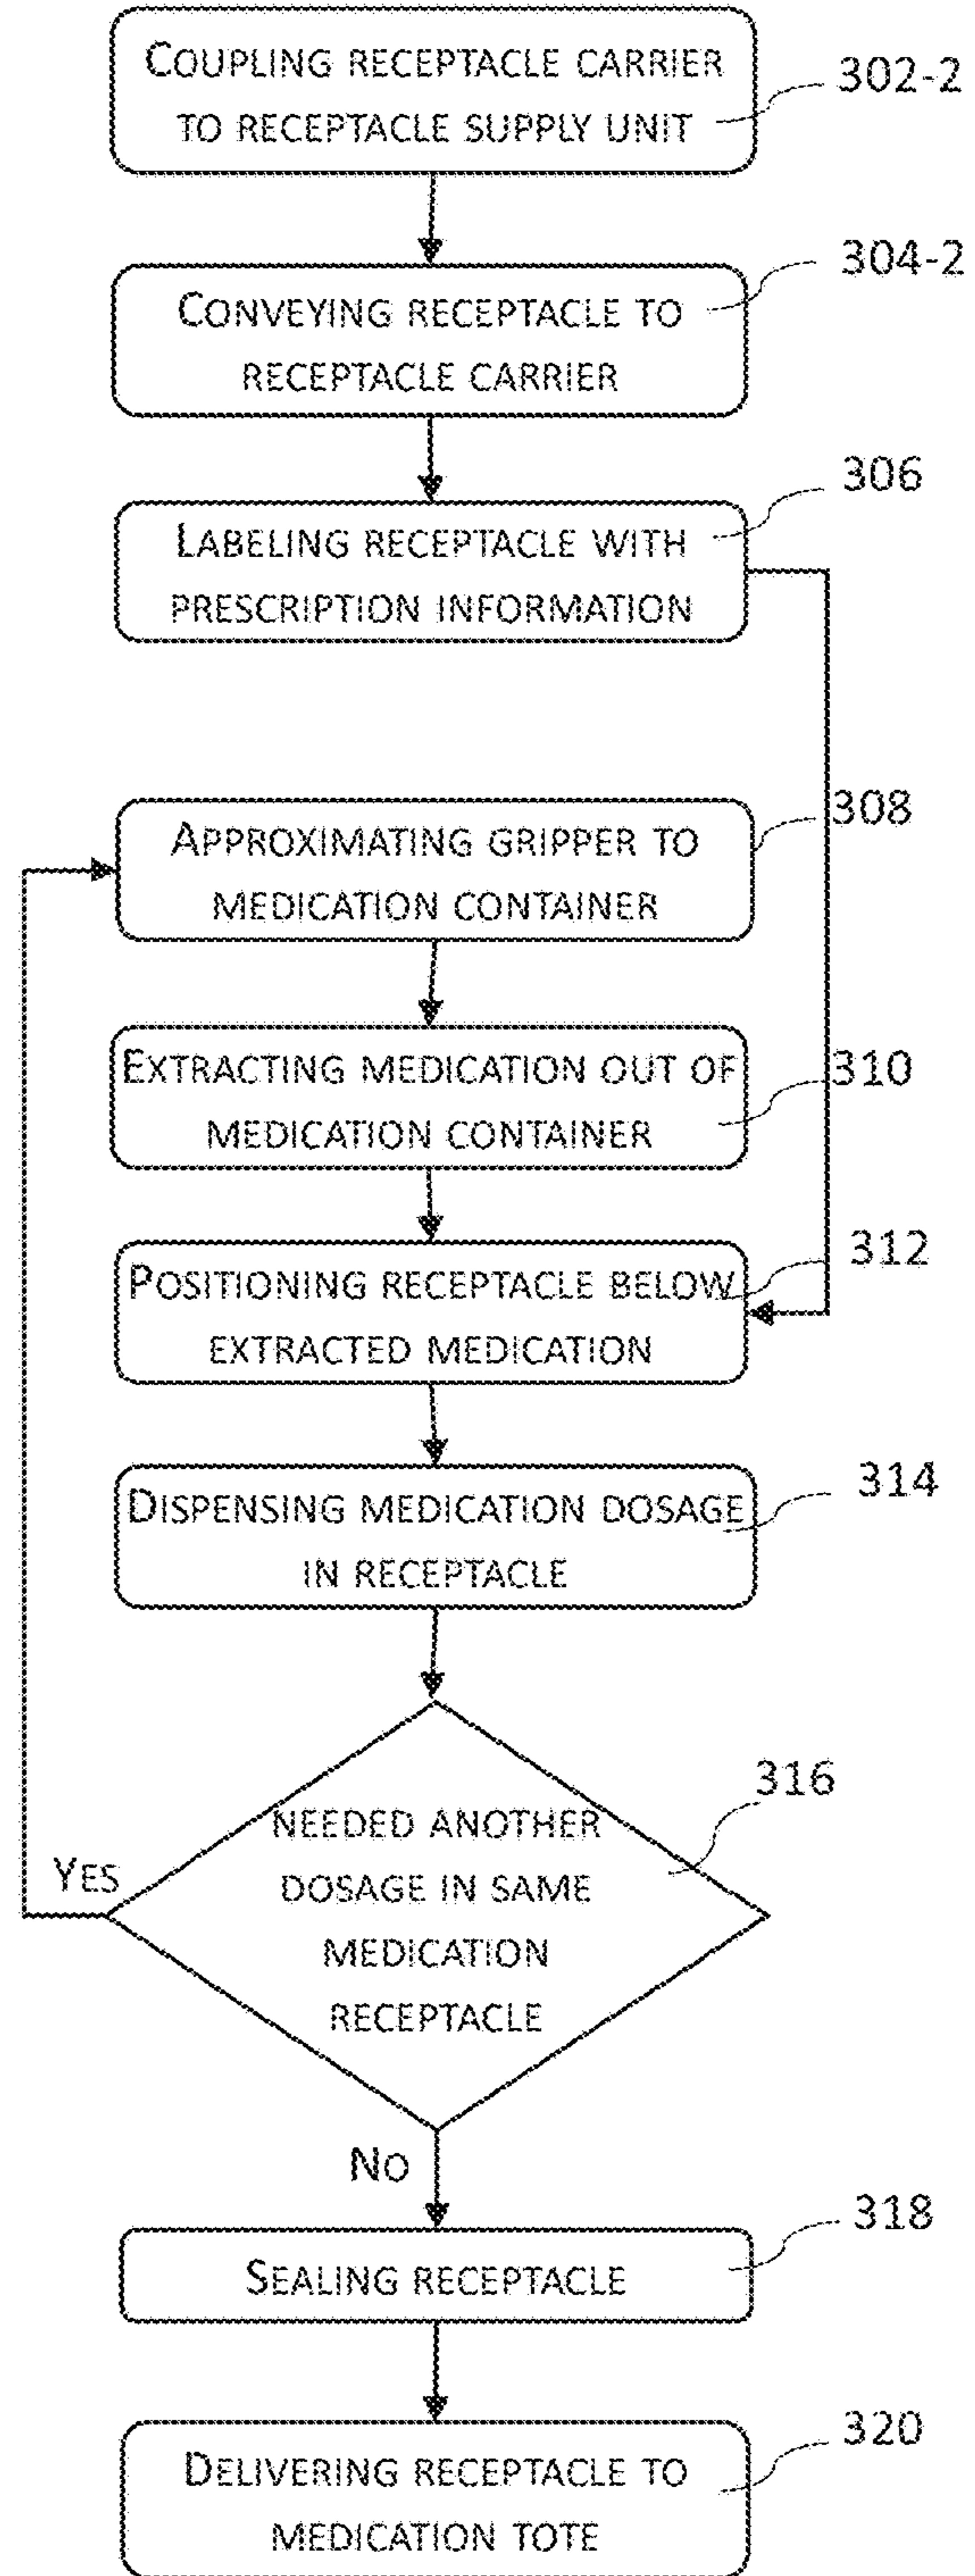 COUPLING RECEPTACLE CARRIER
TO RECEPTACLE SUPPLY UNIT
302-2
CONVEYING RECEPTACLE TO
RECEPTACLE CARRIER
304-2
LABELING RECEPTACLE WITH
PRESCRIPTION INFORMATION
306
APPROXIMATING GRIPPER TO
MEDICATION CONTAINER
308
EXTRACTING MEDICATION OUT OF
MEDICATION CONTAINER
310
POSITIONING RECEPTACLE BELOW
EXTRACTED MEDICATION
312
DISPENSING MEDICATION DOSAGE
IN RECEPTACLE
314
NEEDED ANOTHER
DOSAGE IN SAME
MEDICATION
RECEPTACLE
316
YES
NO
SEALING RECEPTACLE
318
DELIVERING RECEPTACLE TO
MEDICATION TOTE
320